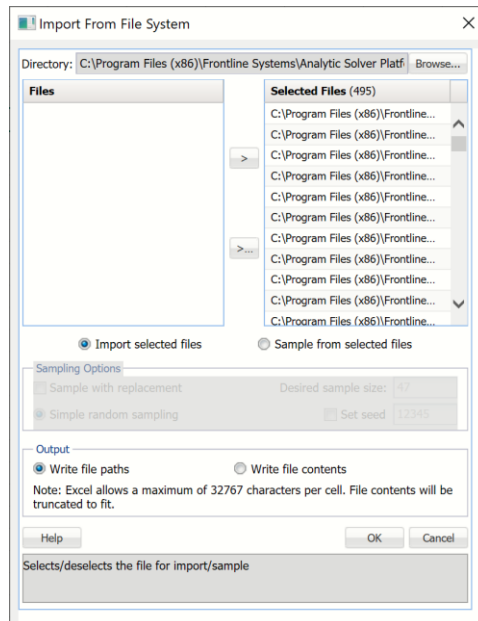 Import From File System
Directory: C:\Program Files (x86)\Frontline Systems\Analytic Solver Platf Browse...
Files
Selected Files (495)
C:\Program Files (x86)\Frontline...
C:\Program Files (x86)\Frontline...
C:\Program Files (x86)\Frontline...
C:\Program Files (x86)\Frontline...
C:\Program Files (x86)\Frontline...
C:\Program Files (x86)\Frontline...
C:\Program Files (x86)\Frontline...
C:\Program Files (x86)\Frontline...
C:\Program Files (x86)\Frontline...
C:\Program Files (x86)\Frontline...
C:\Program Files (x86)\Frontline...
>
>...
Import selected files Sample from selected files
Sampling Options
Sample with replacement Desired sample size: 47
Simple random sampling Set seed 12345
Output
Write file paths Write file contents
Note: Excel allows a maximum of 32767 characters per cell. File contents will be
truncated to fit.
Help OK Cancel
Selects/deselects the file for import/sample